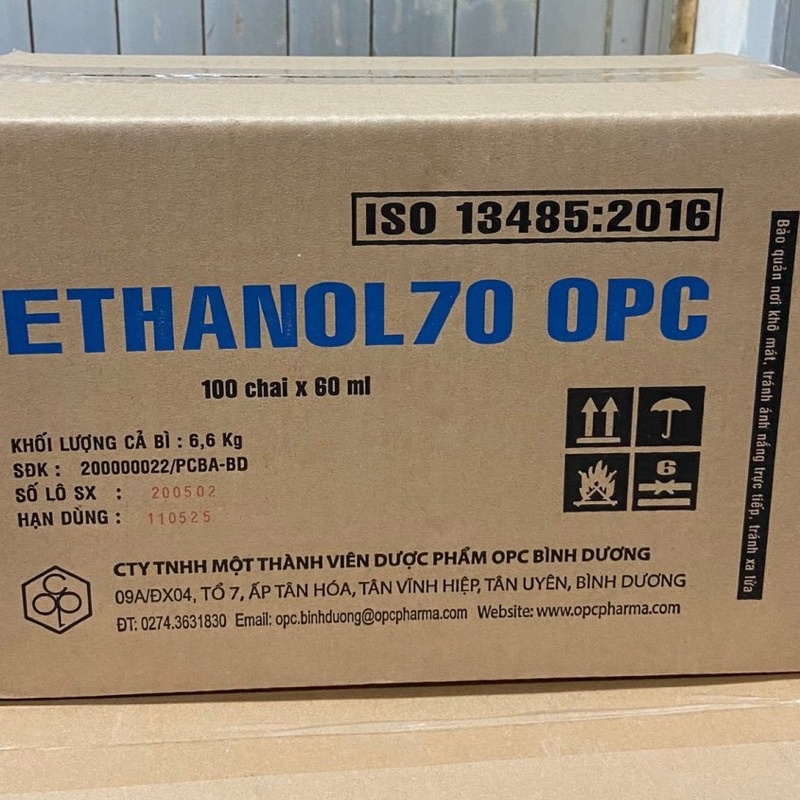 ISO 13485:2016
ETHANOL70 OPC
100 chai x 60 ml
KHỐI LƯỢNG CẢ BÌ : 6,6 Kg
SĐK : 200000022/PCBA-BD
SỐ LÔ SX : 200502
HẠN DÙNG : 110525
6
CTY TNHH MỘT THÀNH VIÊN DƯỢC PHẨM OPC BÌNH DƯƠNG
09A/ĐX04, TỔ 7, ẤP TÂN HÓA, TÂN VĨNH HIỆP, TÂN UYÊN, BÌNH DƯƠNG
ĐT: 0274.3631830 Email: opc.binhduong@opcpharma.com Website: www.opcpharma.com
OPC
Bảo quản nơi khô mát, tránh ánh nắng trực tiếp, tránh xa lửa